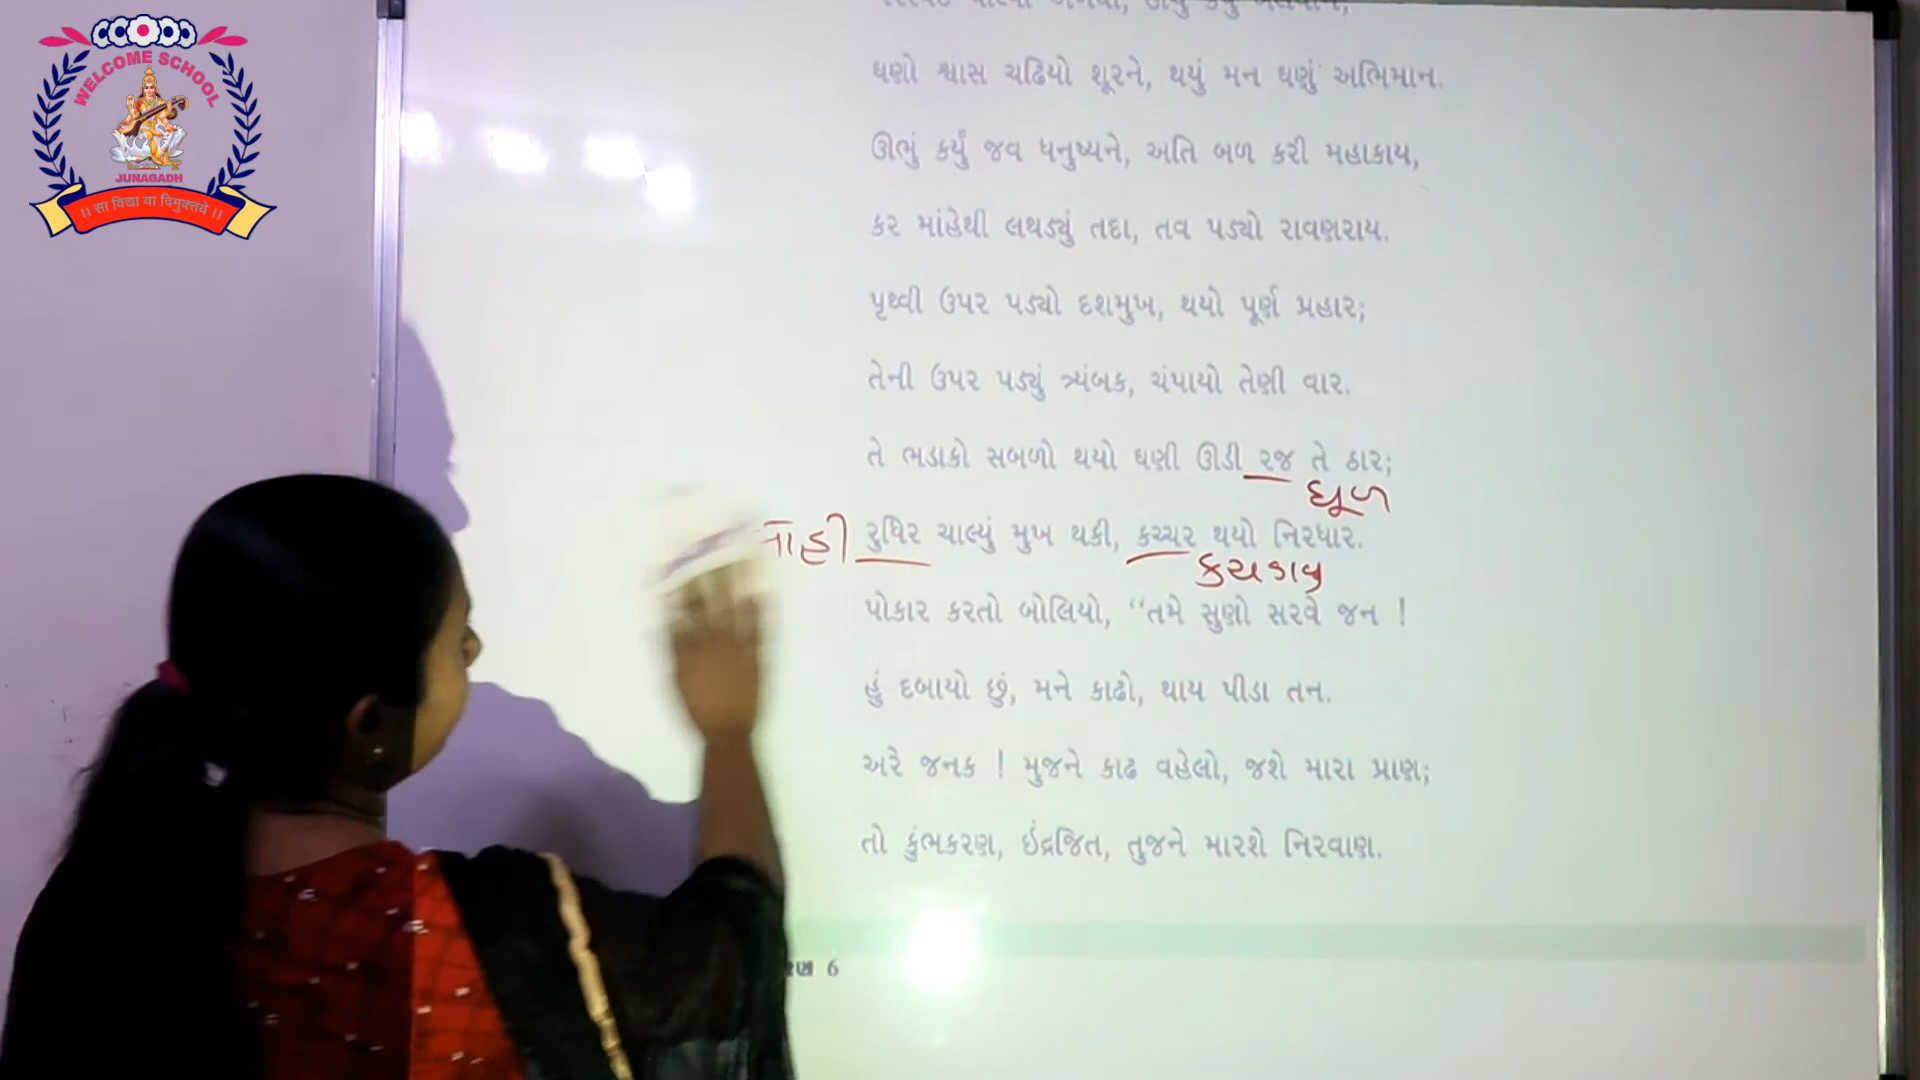 WELCOME SCHOOL
JUNAGADH
।। सा विद्या या विमुक्तये ।।
ઘણો શ્વાસ ચઢિયો શૂરને, થયું મન ઘણું અભિમાન.
ઊભું કર્યું જવ ધનુષ્યને, અતિ બળ કરી મહાકાય,
કર માંહેથી લથડ્યું તદા, તવ પડ્યો રાવણરાય.
પૃથ્વી ઉપર પડ્યો દશમુખ, થયો પૂર્ણ પ્રહાર;
તેની ઉપર પડ્યું ત્ર્યંબક, ચંપાયો તેણી વાર.
તે ભડાકો સબળો થયો ઘણી ઊડી રજ તે ઠાર;
ધૂળ
રુધિર ચાલ્યું મુખ થકી, કચ્ચર થયો નિરધાર.
પોકાર કરતો બોલિયો, “તમે સુણો સરવે જન !
હું દબાયો છું, મને કાઢો, થાય પીડા તન.
અરે જનક ! મુજને કાઢ વહેલો, જશે મારા પ્રાણ;
તો કુંભકરણ, ઇંદ્રજિત, તુજને મારશે નિરવાણ.
6